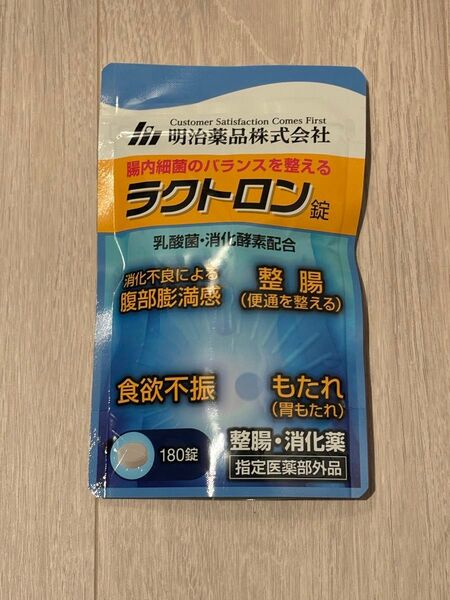 Customer Satisfaction Comes First
明治薬品株式会社
腸内細菌のバランスを整える
ラクトロン錠
乳酸菌・消化酵素配合
消化不良による
腹部膨満感
整腸
(便通を整える)
食欲不振
もたれ
(胃もたれ)
180錠
整腸・消化薬
指定医薬部外品